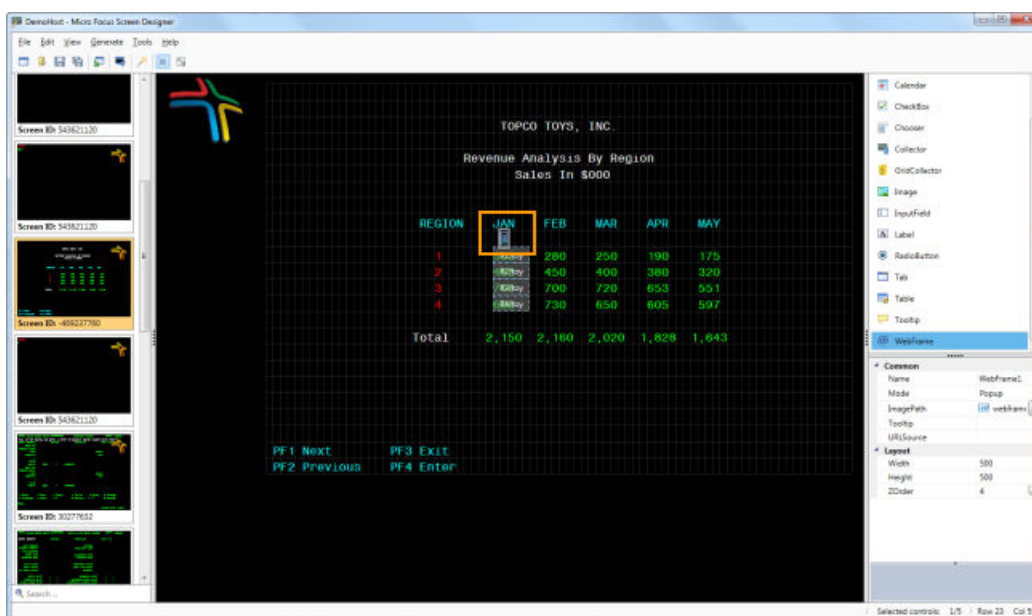 DemoHost - Micro Focus Screen Designer
File Edit View Generate Tools Help
Screen ID: 543621120
Screen ID: 543621120
Screen ID: -466237760
Screen ID: 543621120
Screen ID: 30277632
Search ...
TOPCO TOYS, INC.
Revenue Analysis By Region
Sales In $000
REGION JAN FEB MAR APR MAY
1 280 250 190 175
2 450 400 380 320
3 700 720 653 551
4 730 650 605 597
Total 2,150 2,160 2,020 1,828 1,643
PF1 Next PF3 Exit
PF2 Previous PF4 Enter
Calendar
CheckBox
Chooser
Collector
GridCollector
Image
InputField
Label
RadioButton
Tab
Table
Tooltip
WebFrame
Common
Name WebFrame1
Mode Popup
ImagePath webfram
Tooltip
URLSource
Layout
Width 500
Height 500
ZOrder 4
Selected controls: 1/5 Row 23 Col 9